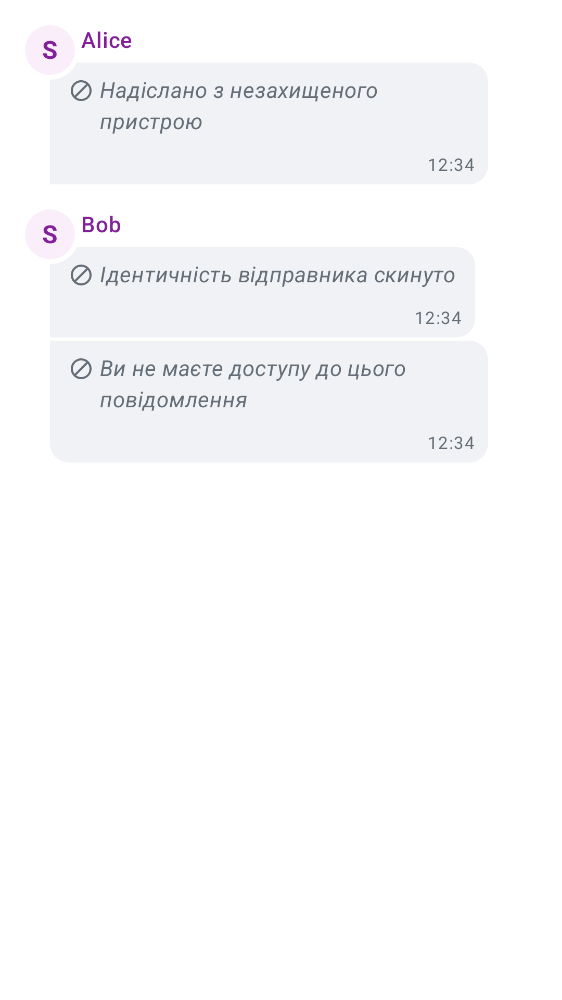 S
Alice
Надіслано з незахищеного
пристрою
12:34
S
Bob
Ідентичність відправника скинуто
12:34
Ви не маєте доступу до цього
повідомлення
12:34